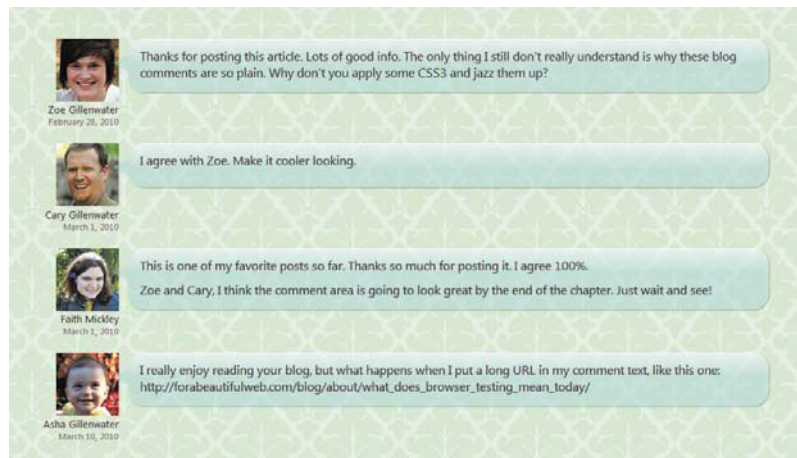 Thanks for posting this article. Lots of good info. The only thing I still don't really understand is why these blog
comments are so plain. Why don't you apply some CSS3 and jazz them up?
Zoe Gillenwater
February 28, 2010
I agree with Zoe. Make it cooler looking.
Cary Gillenwater
March 1, 2010
This is one of my favorite posts so far. Thanks so much for posting it. I agree 100%.
Zoe and Cary, I think the comment area is going to look great by the end of the chapter. Just wait and see!
Faith Mickley
March 1, 2010
I really enjoy reading your blog, but what happens when I put a long URL in my comment text, like this one:
http://forabeautifulweb.com/blog/about/what_does_browser_testing_mean_today/
Asha Gillenwater
March 10, 2010